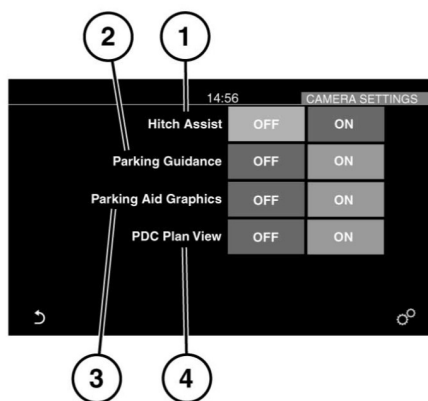 2 1
14:56 CAMERA SETTINGS
Hitch Assist OFF ON
Parking Guidance OFF ON
Parking Aid Graphics OFF ON
PDC Plan View OFF ON
3 4